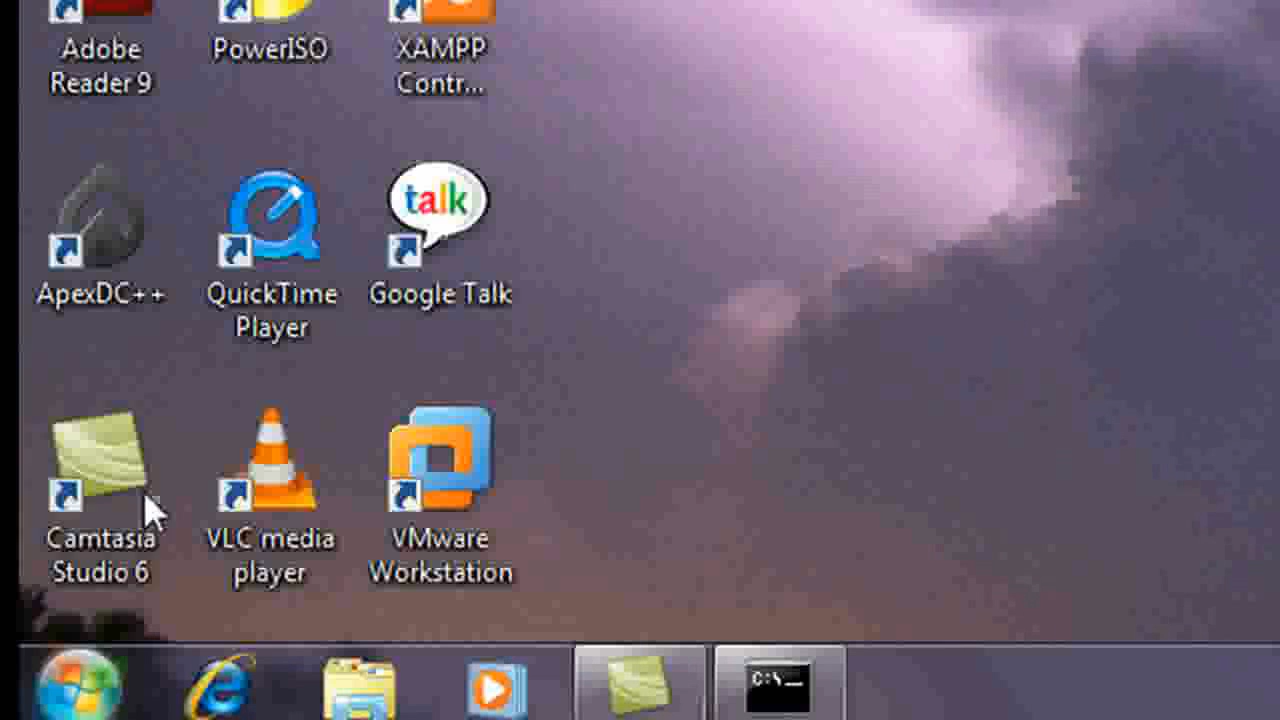 Adobe
Reader 9
PowerISO
XAMPP
Contr...
ApexDC++
QuickTime
Player
talk
Google Talk
Camtasia
Studio 6
VLC media
player
VMware
Workstation
C:\._